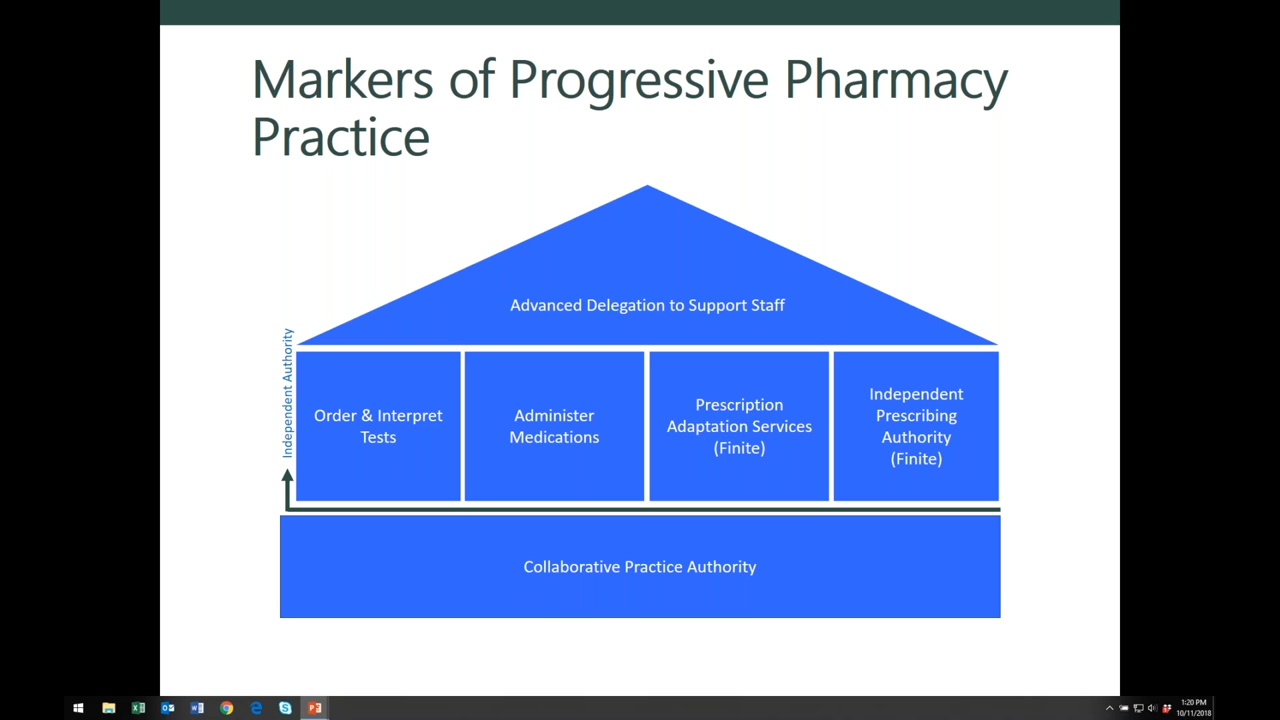 Markers of Progressive Pharmacy
Practice
Advanced Delegation to Support Staff
Independent Authority
Order & Interpret
Tests
Administer
Medications
Prescription
Adaptation Services
(Finite)
Independent
Prescribing
Authority
(Finite)
Collaborative Practice Authority
1:20 PM
10/11/2018